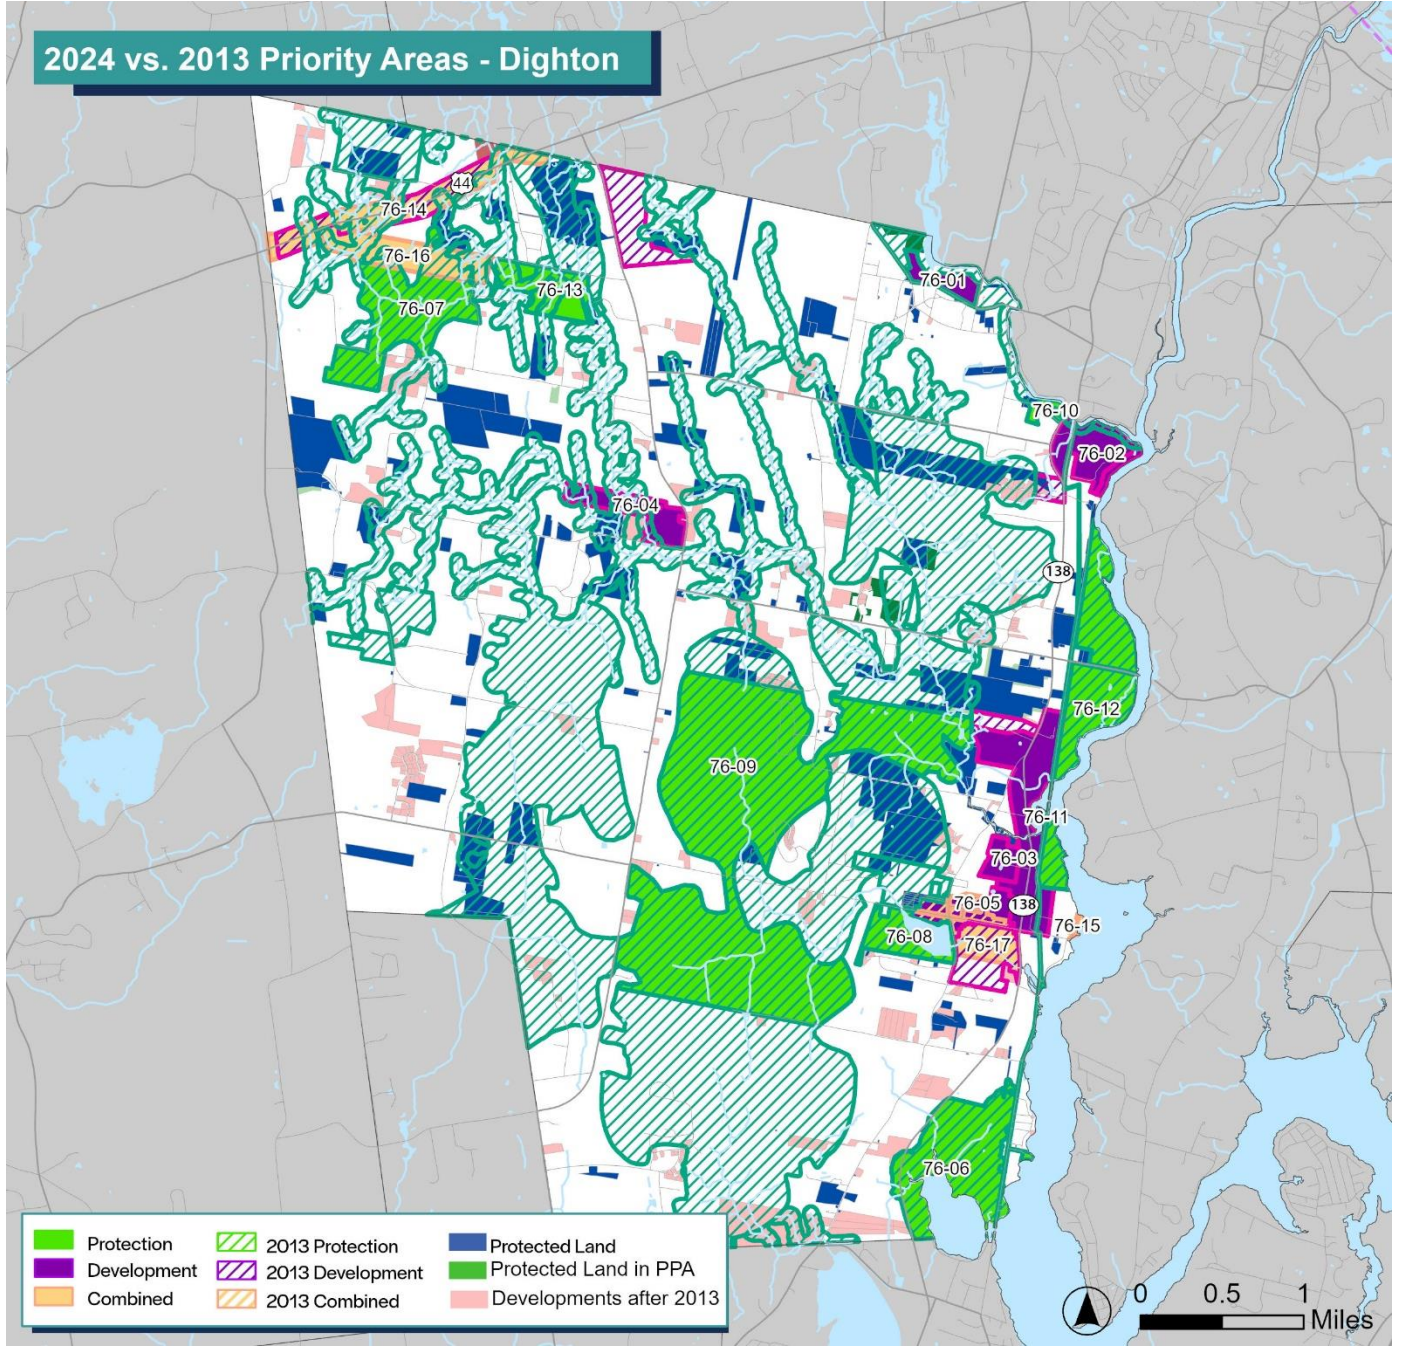 2024 vs. 2013 Priority Areas - Dighton
44
76-14
76-16
76-13
76-01
76-07
76-10
76-02
76-04
138
76-12
76-09
76-11
76-03
76-05
138
76-15
76-08
76-17
76-06
Protection
2013 Protection
Protected Land
Development
2013 Development
Protected Land in PPA
Combined
2013 Combined
Developments after 2013
0 0.5 1
Miles